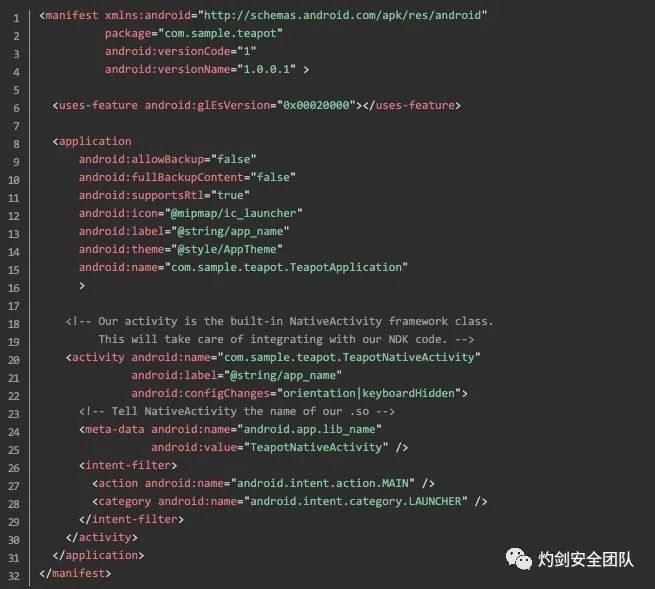 1 <manifest xmlns:android="http://schemas.android.com/apk/res/android"
2           package="com.sample.teapot"
3           android:versionCode="1"
4           android:versionName="1.0.0.1" >
5
6   <uses-feature android:glEsVersion="0x00020000"></uses-feature>
7
8   <application
9       android:allowBackup="false"
10       android:fullBackupContent="false"
11       android:supportsRtl="true"
12       android:icon="@mipmap/ic_launcher"
13       android:label="@string/app_name"
14       android:theme="@style/AppTheme"
15       android:name="com.sample.teapot.TeapotApplication"
16       >
17
18     <!-- Our activity is the built-in NativeActivity framework class.
19          This will take care of integrating with our NDK code. -->
20     <activity android:name="com.sample.teapot.TeapotNativeActivity"
21               android:label="@string/app_name"
22               android:configChanges="orientation|keyboardHidden">
23       <!-- Tell NativeActivity the name of our .so -->
24       <meta-data android:name="android.app.lib_name"
25                  android:value="TeapotNativeActivity" />
26       <intent-filter>
27         <action android:name="android.intent.action.MAIN" />
28         <category android:name="android.intent.category.LAUNCHER" />
29       </intent-filter>
30     </activity>
31   </application>
32 </manifest>
灼剑安全团队